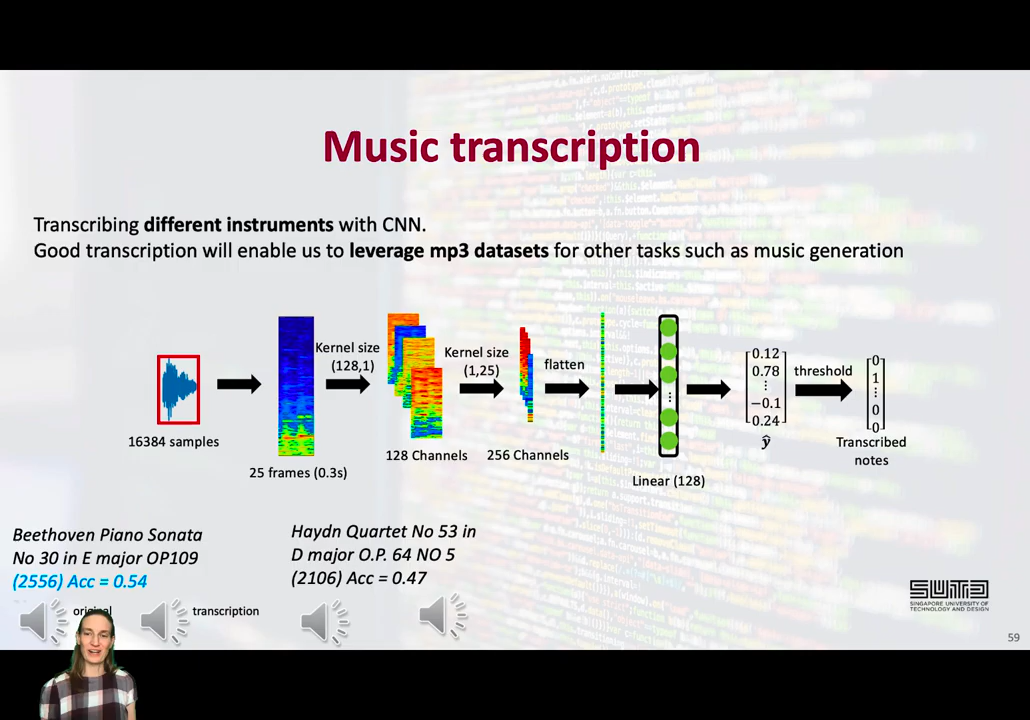 Music transcription
Transcribing different instruments with CNN.
Good transcription will enable us to leverage mp3 datasets for other tasks such as music generation
16384 samples
25 frames (0.3s)
Kernel size
(128,1)
128 Channels
Kernel size
(1,25)
256 Channels
flatten
Linear (128)
0.12
0.78
⋮
−0.1
0.24
ŷ
threshold
0
1
⋮
0
0
Transcribed
notes
Beethoven Piano Sonata
No 30 in E major OP109
(2556) Acc = 0.54
original
transcription
Haydn Quartet No 53 in
D major O.P. 64 NO 5
(2106) Acc = 0.47
SUTD
SINGAPORE UNIVERSITY OF
TECHNOLOGY AND DESIGN
59